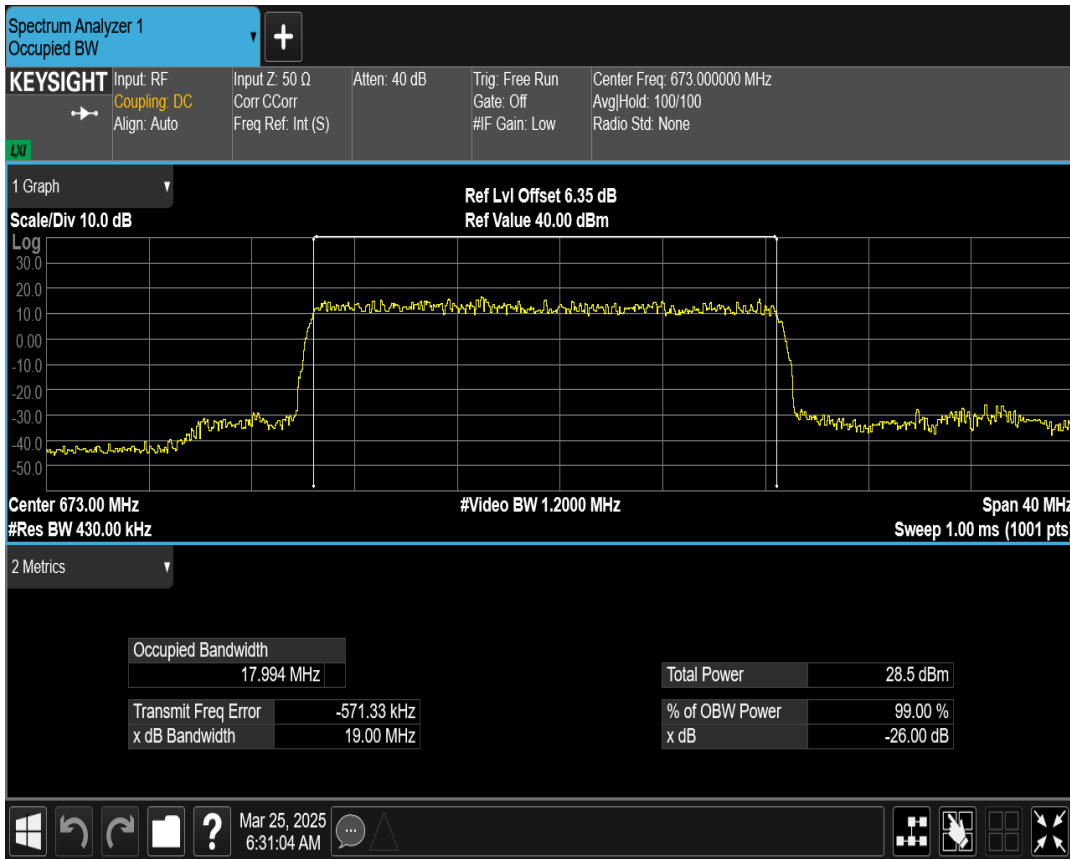 Spectrum Analyzer 1
Occupied BW
+
KEYSIGHT
LXI
Input: RF
Coupling: DC
Align: Auto
Input Z: 50 Ω
Corr CCorr
Freq Ref: Int (S)
Atten: 40 dB
Trig: Free Run
Gate: Off
#IF Gain: Low
Center Freq: 673.000000 MHz
Avg|Hold: 100/100
Radio Std: None
1 Graph
Scale/Div 10.0 dB
Ref Lvl Offset 6.35 dB
Ref Value 40.00 dBm
Log
30.0
20.0
10.0
0.00
-10.0
-20.0
-30.0
-40.0
-50.0
Center 673.00 MHz
#Res BW 430.00 kHz
#Video BW 1.2000 MHz
Span 40 MHz
Sweep 1.00 ms (1001 pts)
2 Metrics
Occupied Bandwidth
17.994 MHz
Transmit Freq Error -571.33 kHz
x dB Bandwidth 19.00 MHz
Total Power 28.5 dBm
% of OBW Power 99.00 %
x dB -26.00 dB
?
Mar 25, 2025
6:31:04 AM